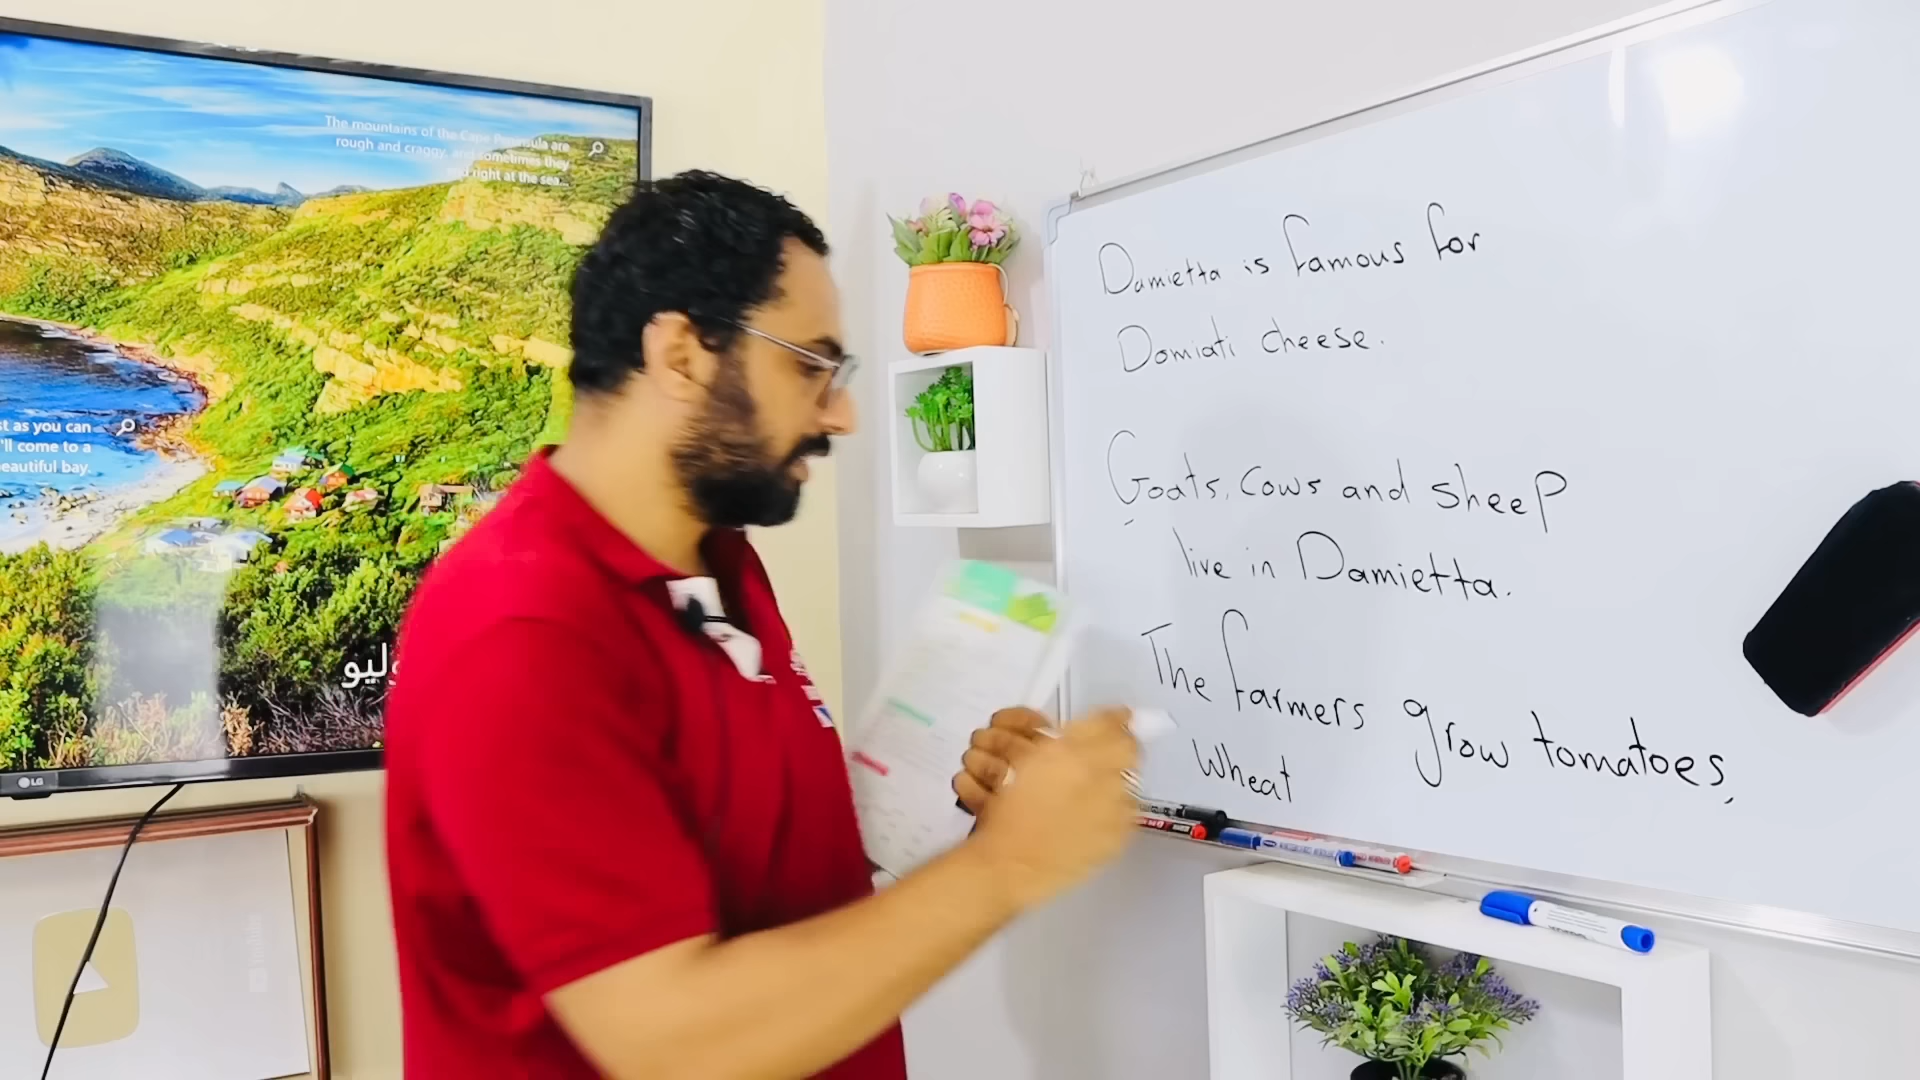 The mountains of the Cape Peninsula are
rough and craggy, and sometimes they
end right at the sea...
st as you can
'll come to a
eautiful bay.
LG
Damietta is famous for
Domiati cheese.
Goats, cows and sheep
live in Damietta.
The farmers grow tomatoes,
Wheat